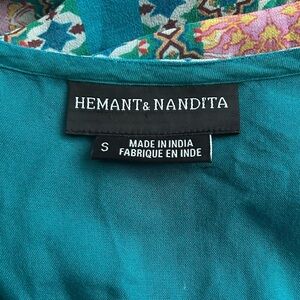 HEMANT & NANDITA
S
MADE IN INDIA
FABRIQUE EN INDE